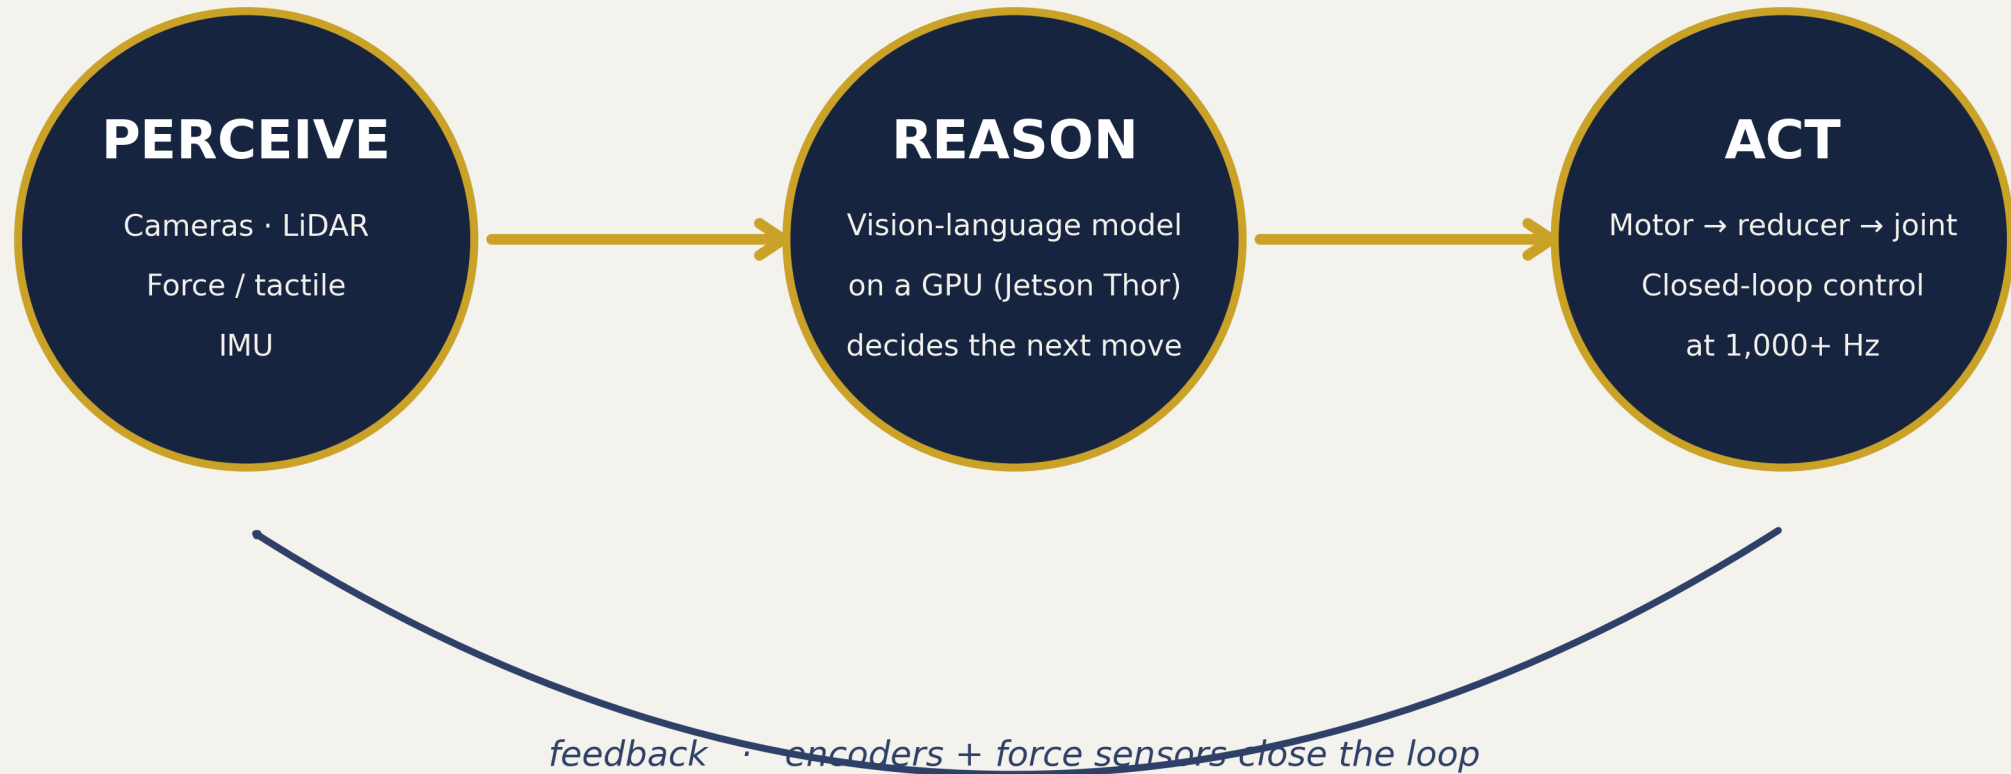 PERCEIVE
Cameras · LiDAR
Force / tactile
IMU
REASON
Vision-language model
on a GPU (Jetson Thor)
decides the next move
ACT
Motor → reducer → joint
Closed-loop control
at 1,000+ Hz
feedback · encoders + force sensors close the loop